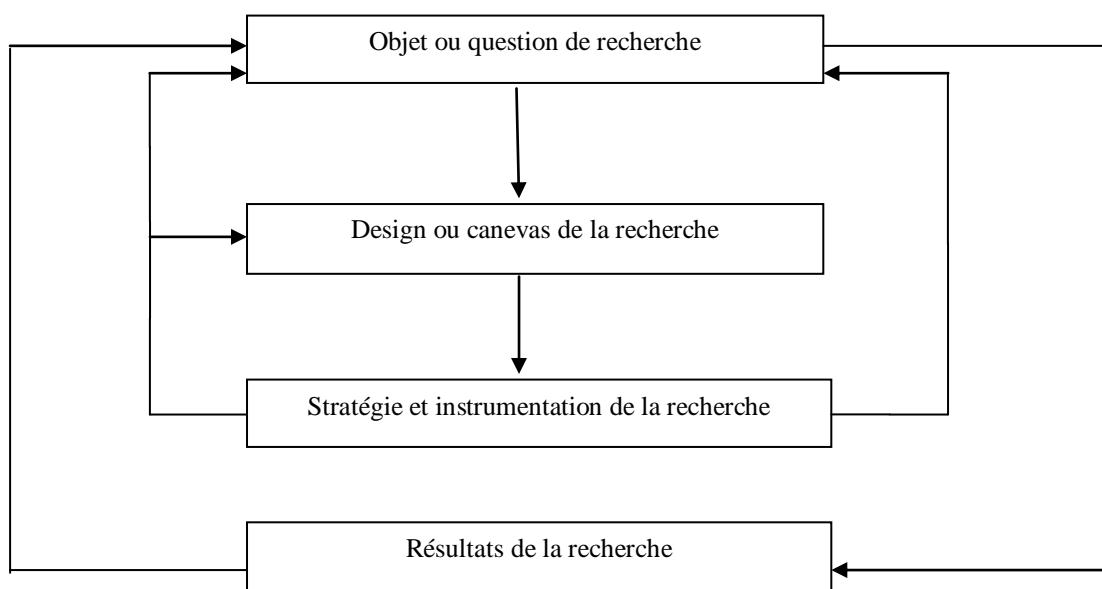 Objet ou question de recherche
Design ou canevas de la recherche
Stratégie et instrumentation de la recherche
Résultats de la recherche